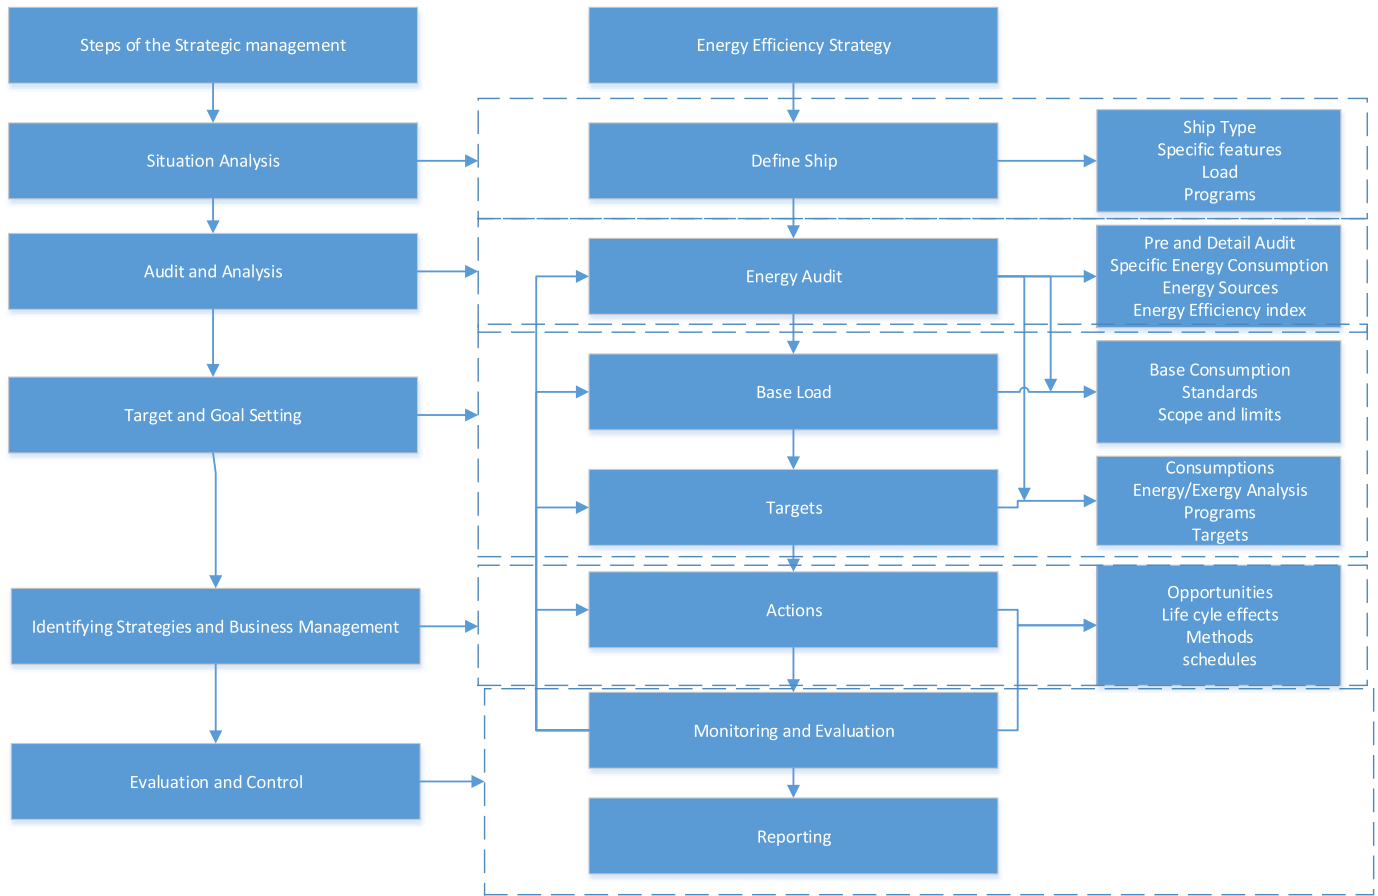 Steps of the Strategic management
Energy Efficiency Strategy
Situation Analysis
Define Ship
Ship Type
Specific features
Load
Programs
Audit and Analysis
Energy Audit
Pre and Detail Audit
Specific Energy Consumption
Energy Sources
Energy Efficiency index
Target and Goal Setting
Base Load
Base Consumption
Standards
Scope and limits
Targets
Consumptions
Energy/Exergy Analysis
Programs
Targets
Identifying Strategies and Business Management
Actions
Opportunities
Life cyle effects
Methods
schedules
Evaluation and Control
Monitoring and Evaluation
Reporting